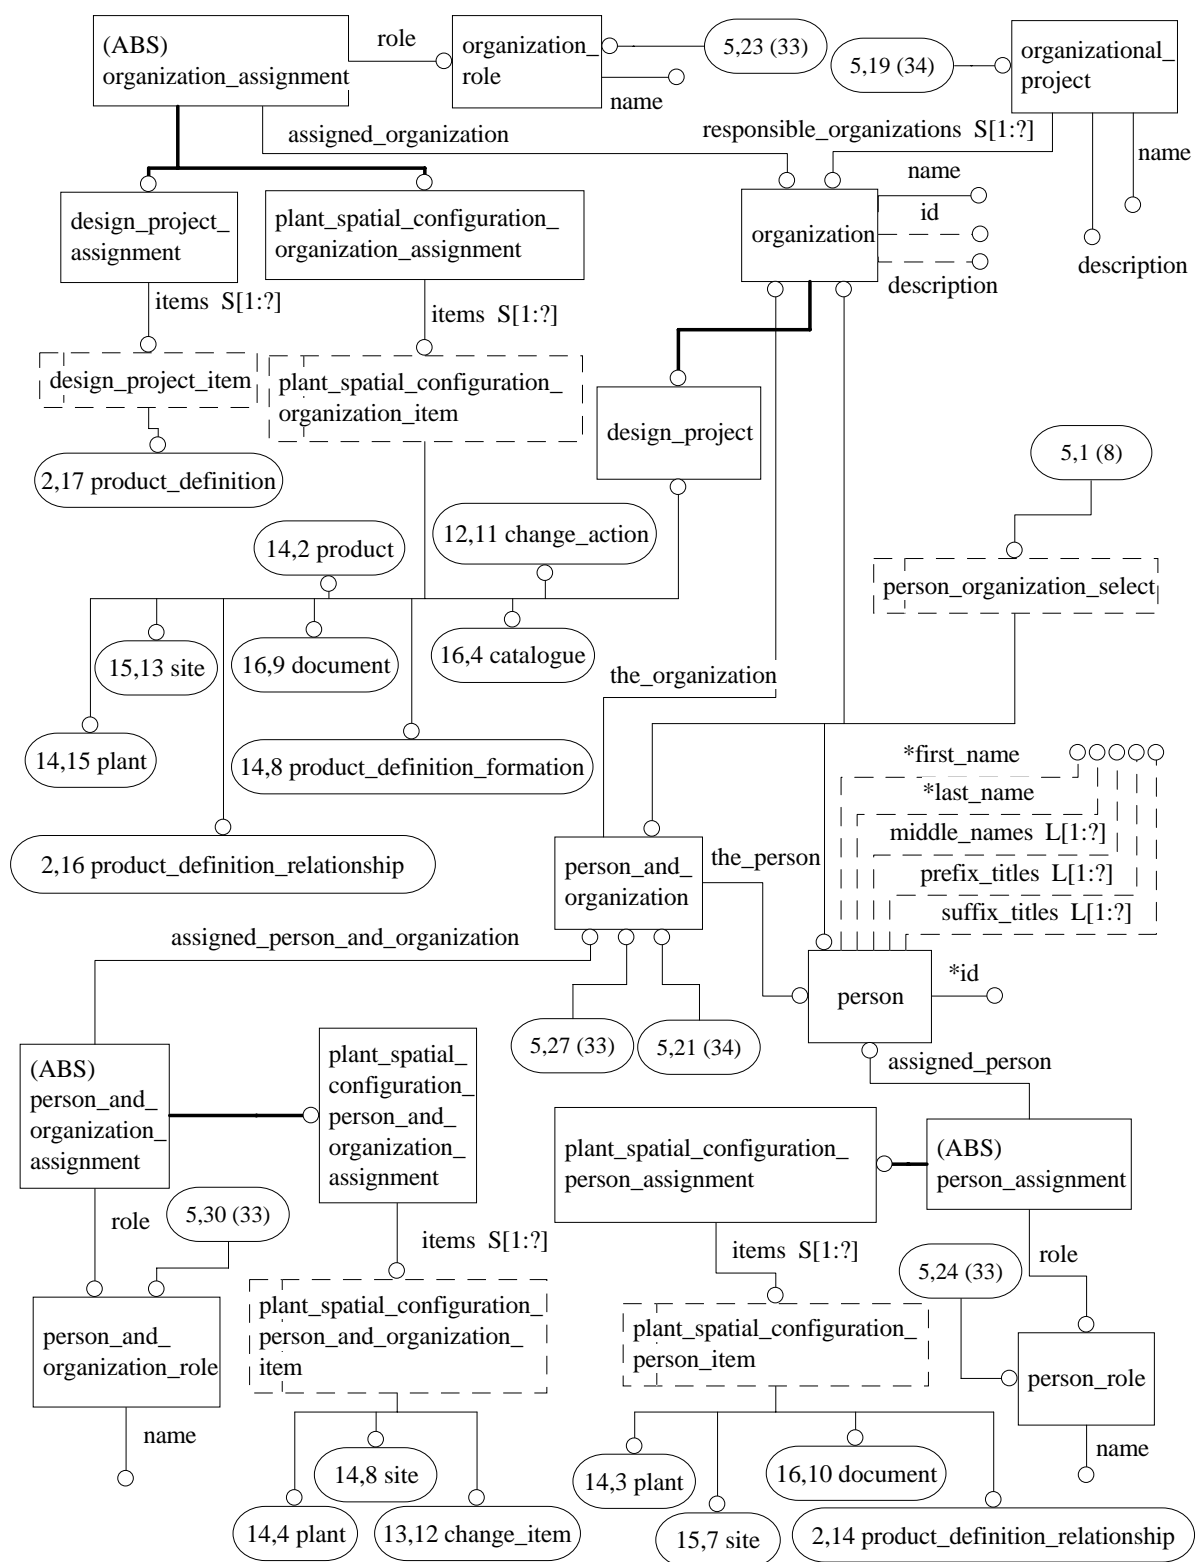 (ABS)
organization_assignment
role
organization_
role
5,23 (33)
name
5,19 (34)
organizational_
project
assigned_organization
responsible_organizations S[1:?]
name
description
design_project_
assignment
plant_spatial_configuration_
organization_assignment
organization
name
id
description
items S[1:?]
items S[1:?]
design_project_item
plant_spatial_configuration_
organization_item
design_project
2,17 product_definition
5,1 (8)
14,2 product
12,11 change_action
person_organization_select
15,13 site
16,9 document
16,4 catalogue
the_organization
14,15 plant
14,8 product_definition_formation
*first_name
*last_name
middle_names L[1:?]
prefix_titles L[1:?]
suffix_titles L[1:?]
2,16 product_definition_relationship
person_and_
organization
the_person
assigned_person_and_organization
person
*id
5,27 (33)
5,21 (34)
assigned_person
(ABS)
person_and_
organization_
assignment
plant_spatial_
configuration_
person_and_
organization_
assignment
plant_spatial_configuration_
person_assignment
(ABS)
person_assignment
role
5,30 (33)
items S[1:?]
items S[1:?]
role
5,24 (33)
person_and_
organization_role
plant_spatial_configuration_
person_and_organization_
item
plant_spatial_configuration_
person_item
person_role
name
name
14,8 site
14,4 plant
13,12 change_item
14,3 plant
16,10 document
15,7 site
2,14 product_definition_relationship